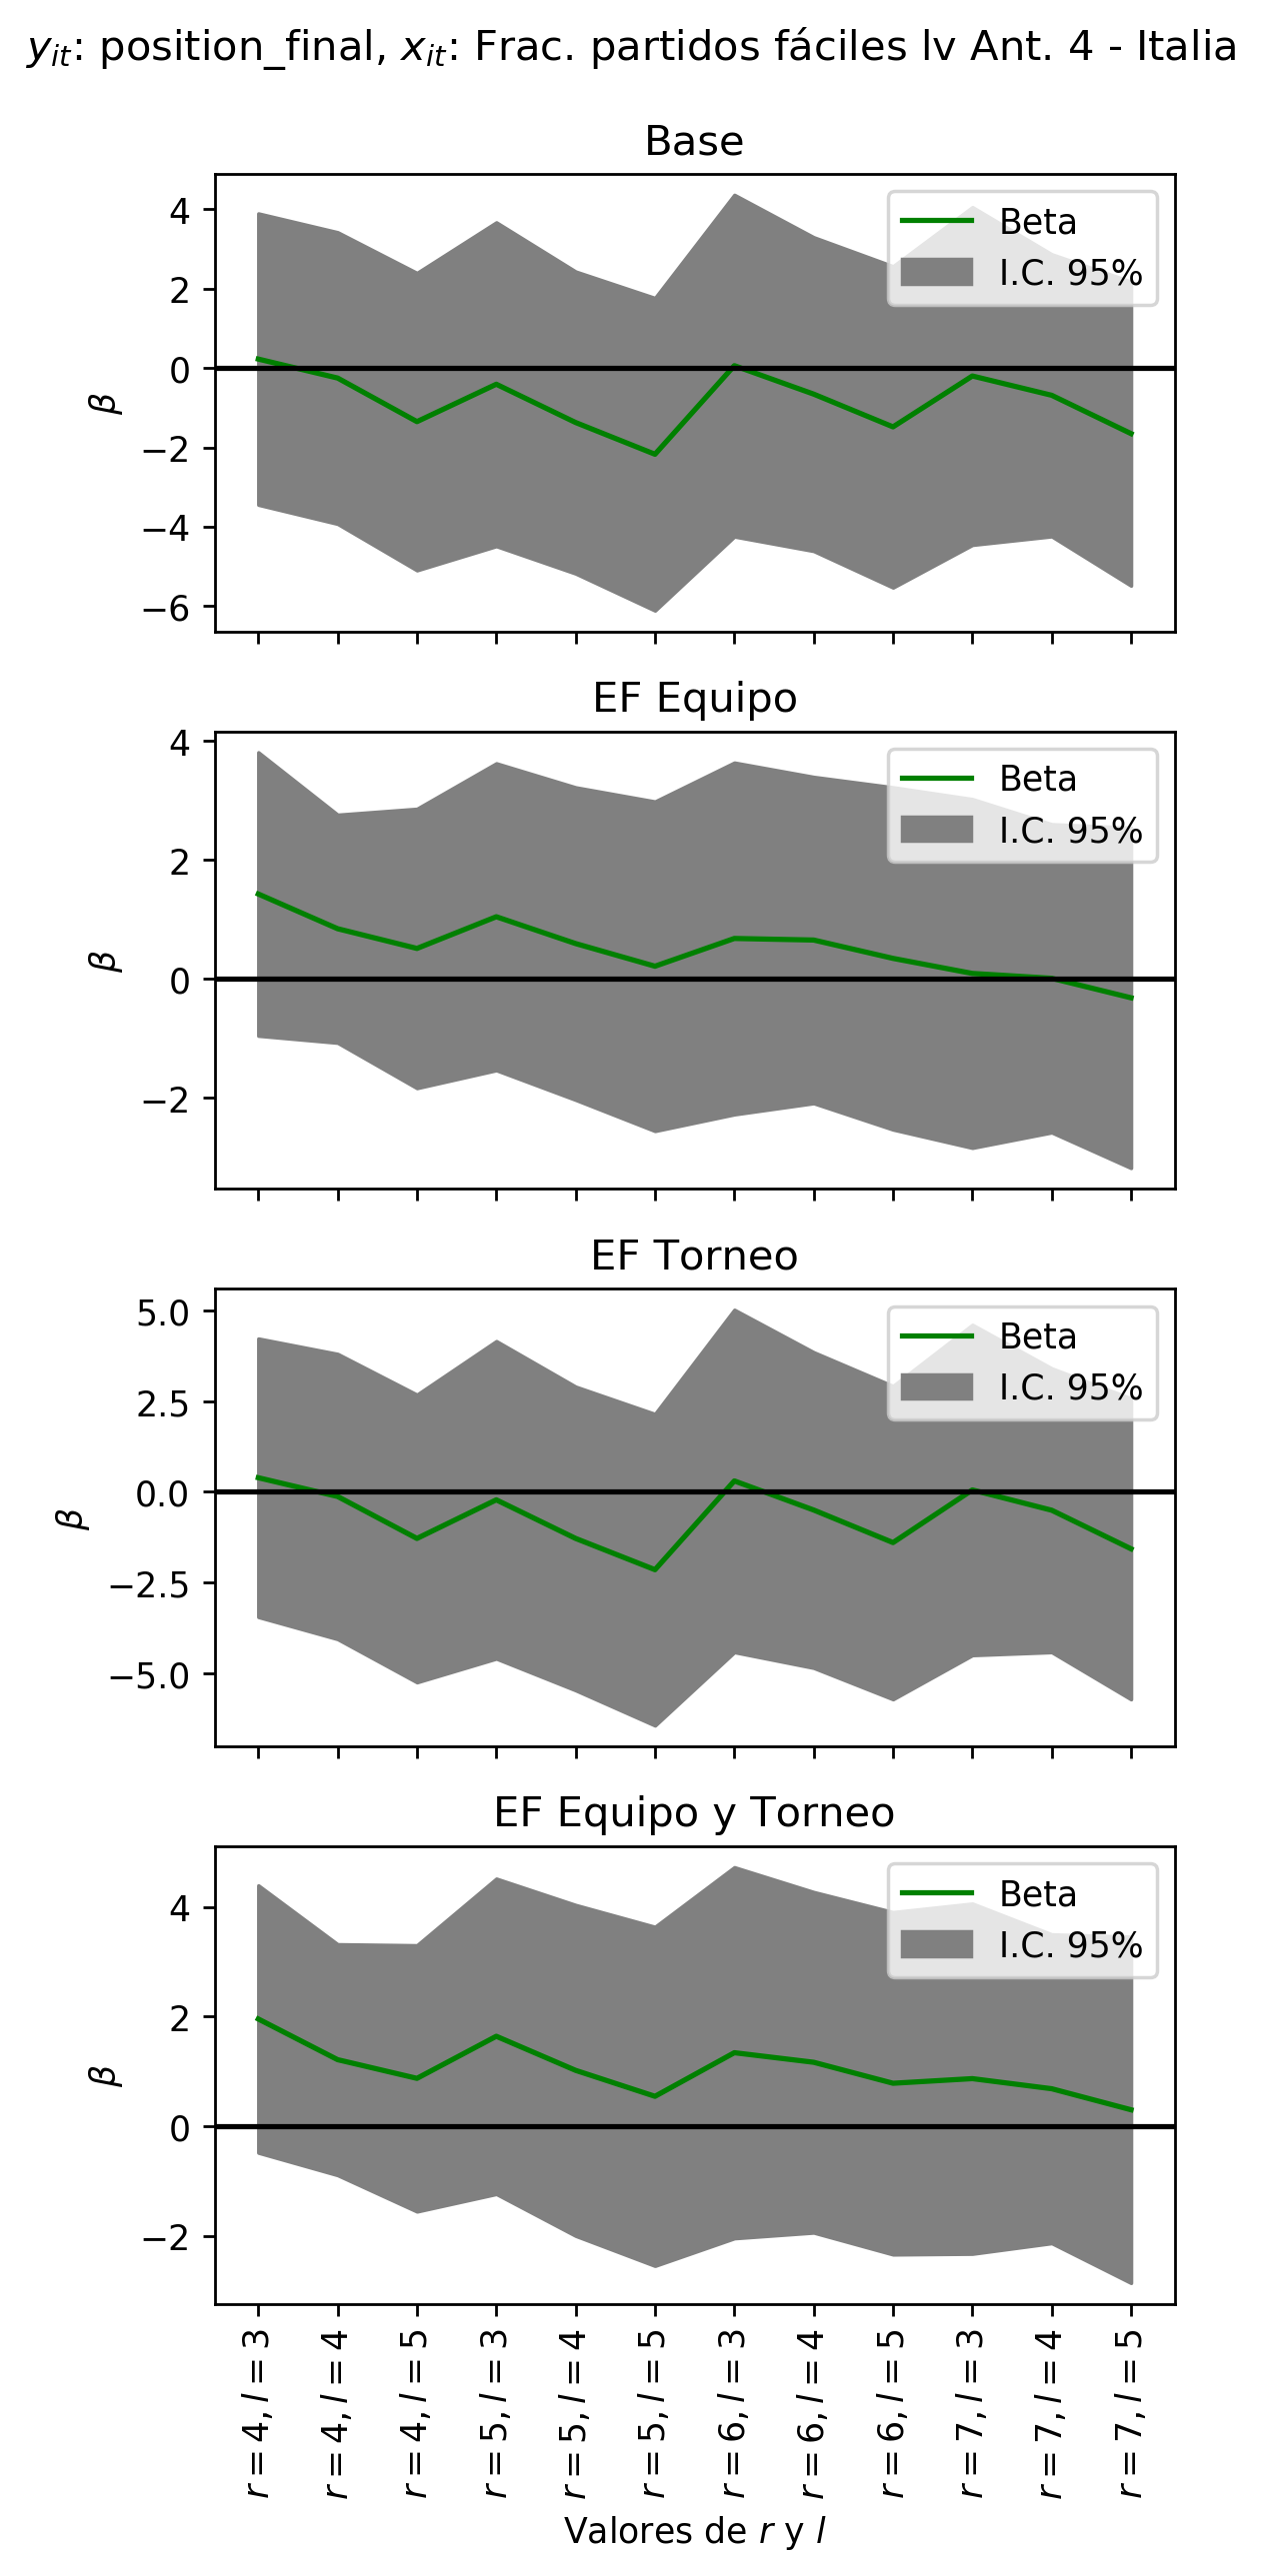 y_it: position_final, x_it: Frac. partidos fáciles lv Ant. 4 - Italia
Base
4
2
0
−2
−4
−6
β
Beta
I.C. 95%
EF Equipo
4
2
0
−2
β
Beta
I.C. 95%
EF Torneo
5.0
2.5
0.0
−2.5
−5.0
β
Beta
I.C. 95%
EF Equipo y Torneo
4
2
0
−2
β
Beta
I.C. 95%
r = 4, l = 3
r = 4, l = 4
r = 4, l = 5
r = 5, l = 3
r = 5, l = 4
r = 5, l = 5
r = 6, l = 3
r = 6, l = 4
r = 6, l = 5
r = 7, l = 3
r = 7, l = 4
r = 7, l = 5
Valores de r y l